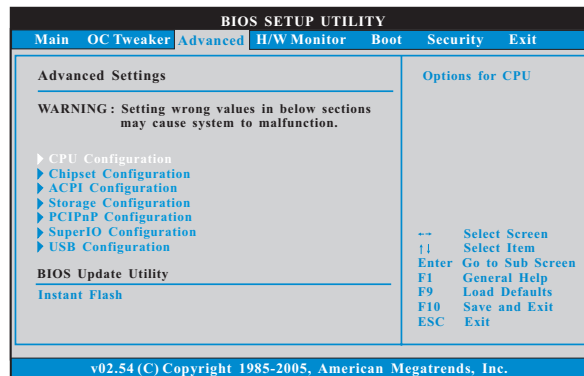 BIOS SETUP UTILITY
Main OC Tweaker Advanced H/W Monitor Boot Security Exit
Advanced Settings
WARNING : Setting wrong values in below sections
may cause system to malfunction.
CPU Configuration
Chipset Configuration
ACPI Configuration
Storage Configuration
PCIPnP Configuration
SuperIO Configuration
USB Configuration
BIOS Update Utility
Instant Flash
Options for CPU
←→ Select Screen
↑↓ Select Item
Enter Go to Sub Screen
F1 General Help
F9 Load Defaults
F10 Save and Exit
ESC Exit
v02.54 (C) Copyright 1985-2005, American Megatrends, Inc.